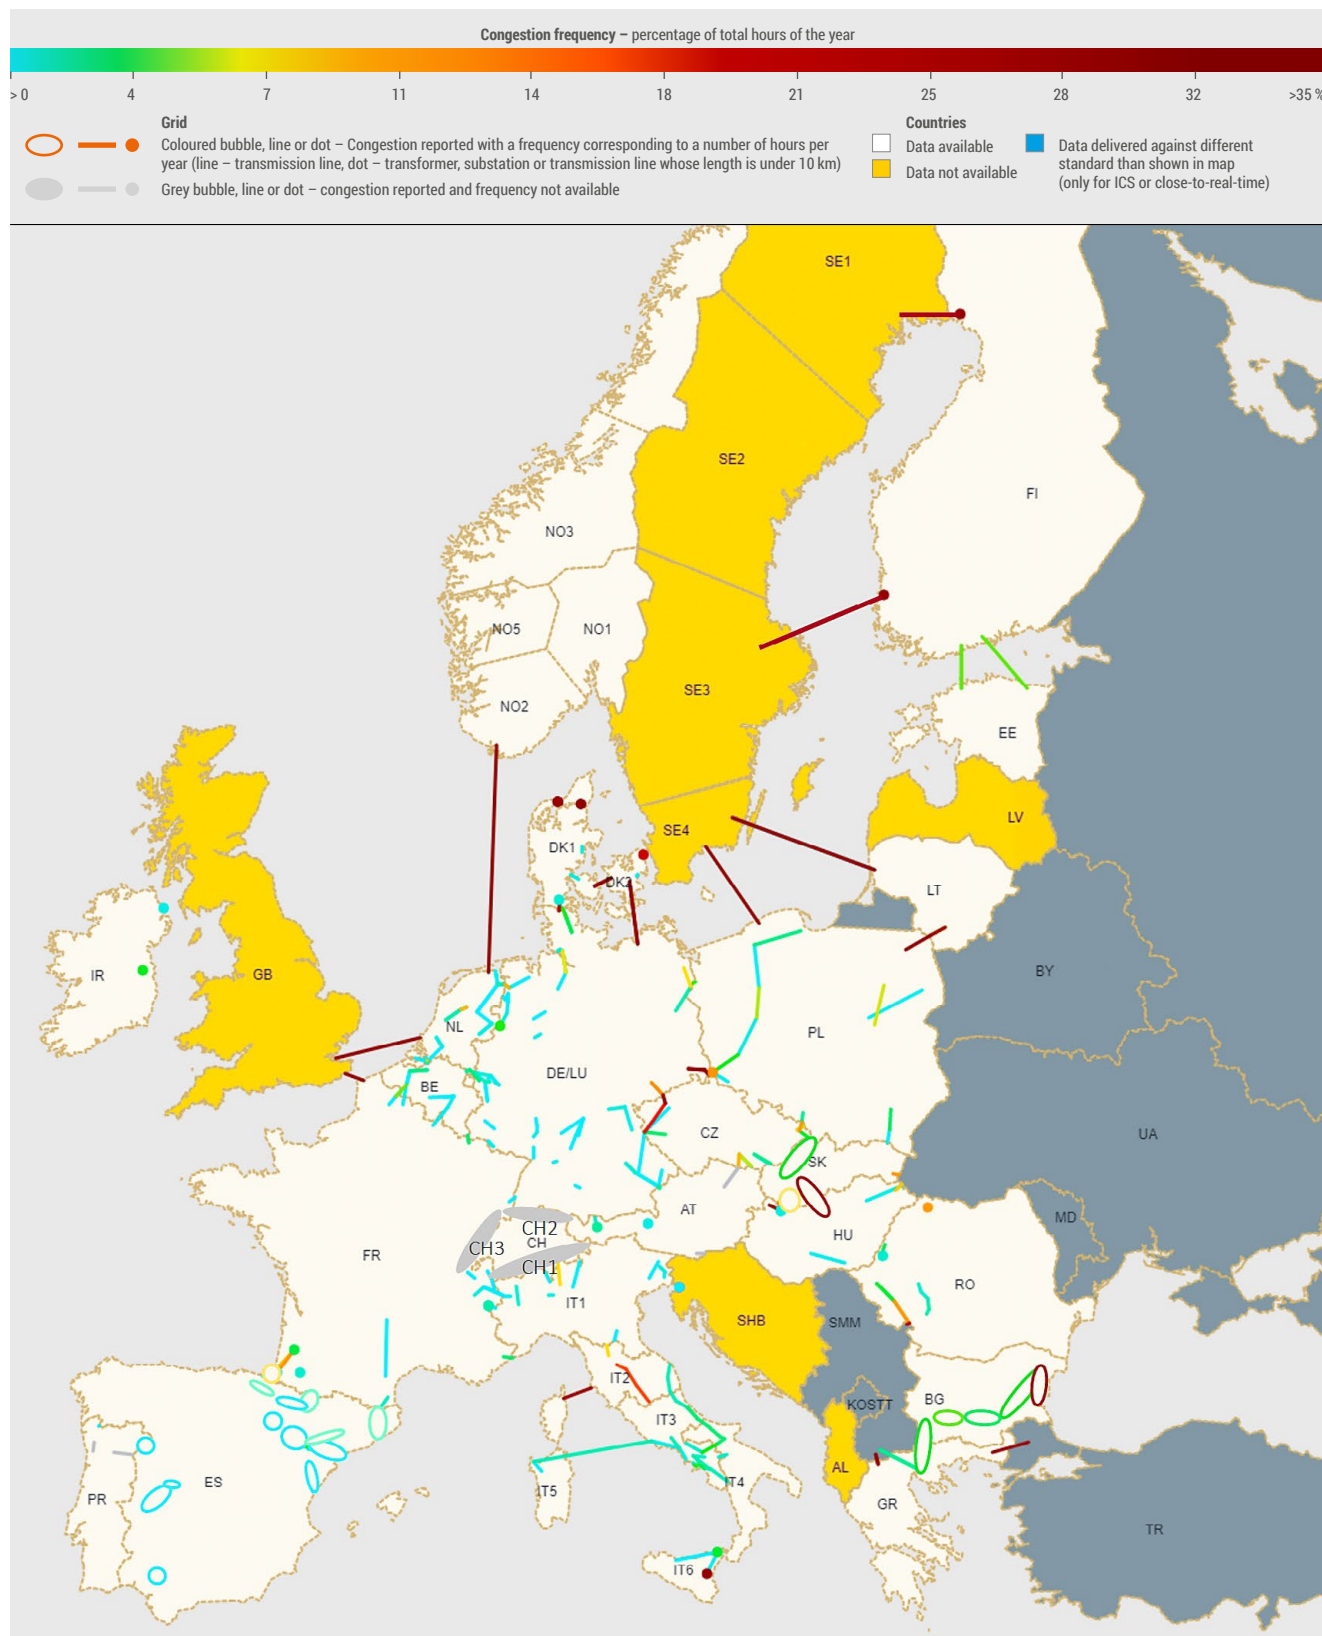 Congestion frequency – percentage of total hours of the year
> 0 4 7 11 14 18 21 25 28 32 >35 %
Grid
Coloured bubble, line or dot – Congestion reported with a frequency corresponding to a number of hours per
year (line – transmission line, dot – transformer, substation or transmission line whose length is under 10 km)
Grey bubble, line or dot – congestion reported and frequency not available
Countries
Data available
Data not available
Data delivered against different
standard than shown in map
(only for ICS or close-to-real-time)
SE1
SE2
FI
NO3
NO5
NO1
SE3
NO2
EE
LV
SE4
DK1
DK2
LT
IR
GB
BY
NL
PL
DE/LU
BE
CZ
UA
SK
AT
MD
CH2
CH
CH3
CH1
HU
FR
RO
IT1
SHB
SMM
IT2
BG
KOSTT
IT3
AL
ES
IT4
PR
IT5
GR
TR
IT6